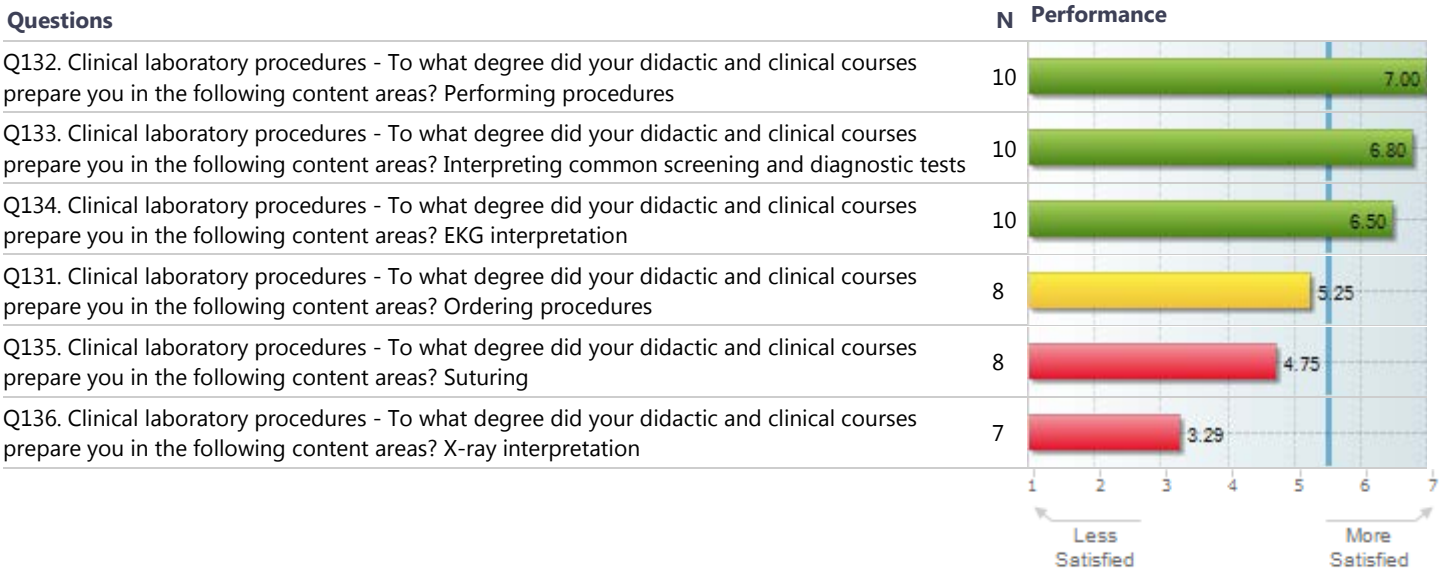 Questions N Performance
Q132. Clinical laboratory procedures - To what degree did your didactic and clinical courses
prepare you in the following content areas? Performing procedures
10
7.00
Q133. Clinical laboratory procedures - To what degree did your didactic and clinical courses
prepare you in the following content areas? Interpreting common screening and diagnostic tests
10
6.80
Q134. Clinical laboratory procedures - To what degree did your didactic and clinical courses
prepare you in the following content areas? EKG interpretation
10
6.50
Q131. Clinical laboratory procedures - To what degree did your didactic and clinical courses
prepare you in the following content areas? Ordering procedures
8
5.25
Q135. Clinical laboratory procedures - To what degree did your didactic and clinical courses
prepare you in the following content areas? Suturing
8
4.75
Q136. Clinical laboratory procedures - To what degree did your didactic and clinical courses
prepare you in the following content areas? X-ray interpretation
7
3.29
1 2 3 4 5 6 7
Less More
Satisfied Satisfied